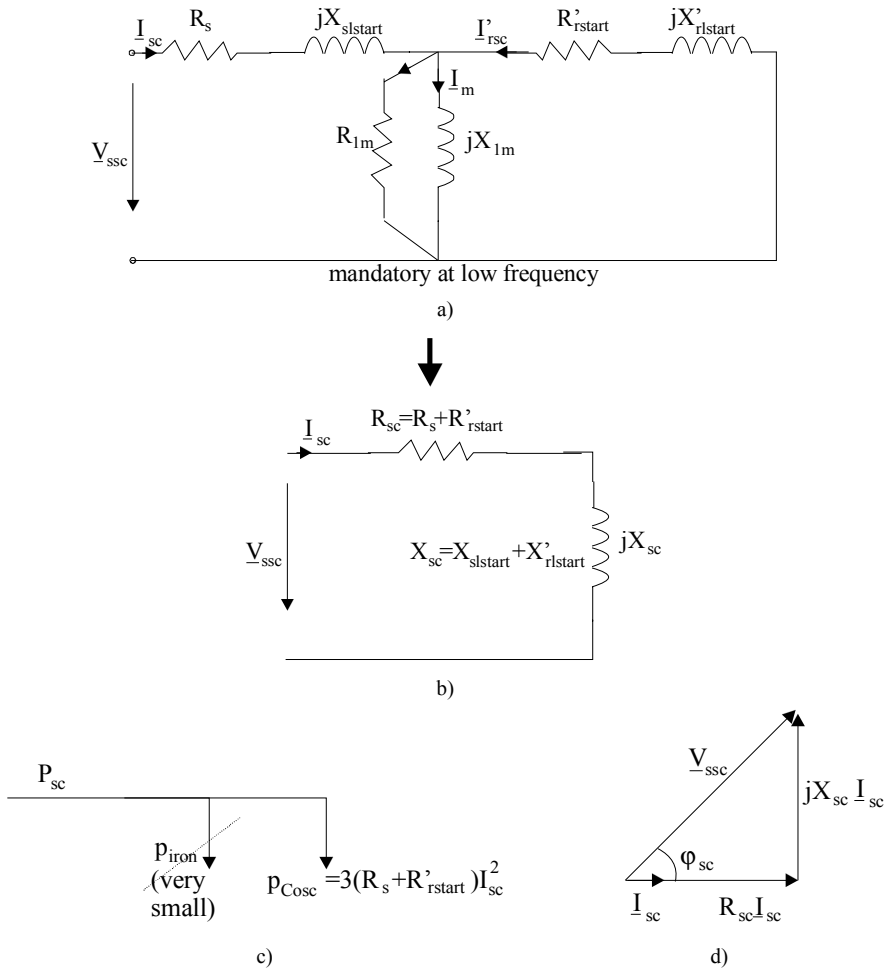 I_sc R_s jX_slstart I'_rsc R'_rstart jX'_rlstart
I_m
R_1m jX_1m
V_ssc
mandatory at low frequency
a)
I_sc R_sc=R_s+R'_rstart
V_ssc X_sc=X_slstart+X'_rlstart jX_sc
b)
P_sc
p_iron
(very
small)
p_Cosc =3(R_s+R'_rstart)I_sc^2
c)
V_ssc
jX_sc I_sc
φ_sc
I_sc R_sc I_sc
d)